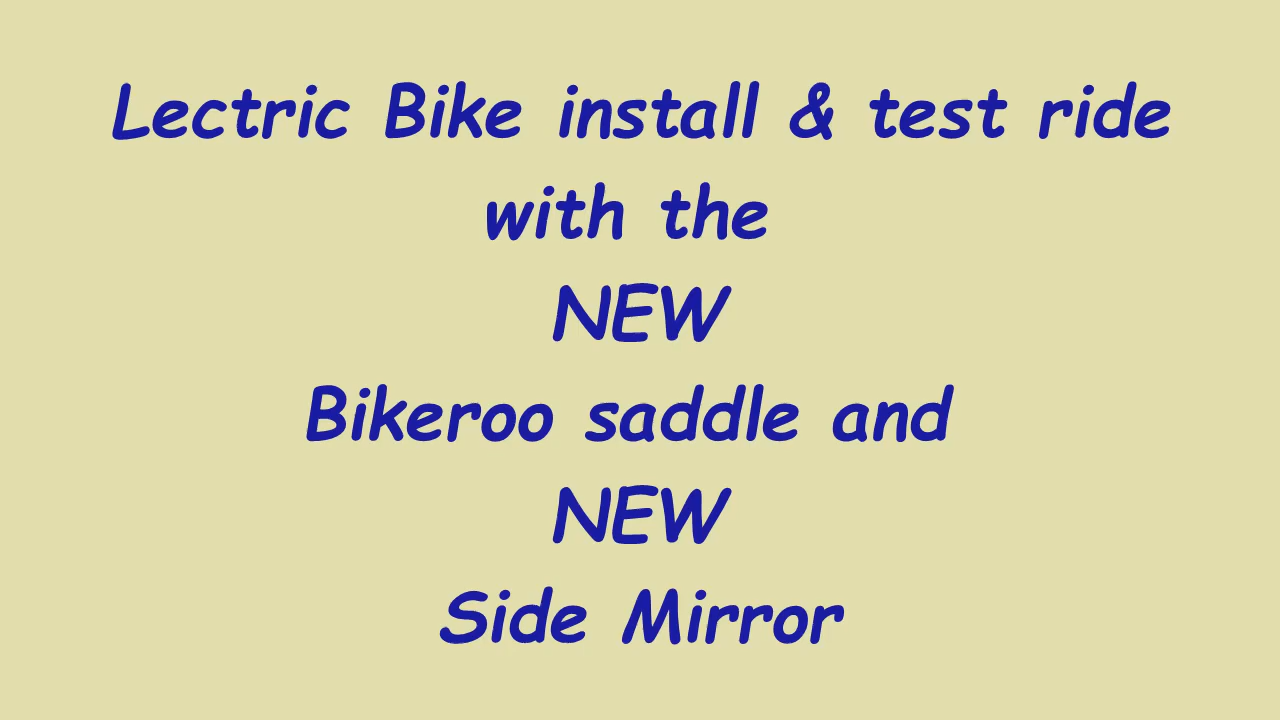 Lectric Bike install & test ride
with the
NEW
Bikeroo saddle and
NEW
Side Mirror